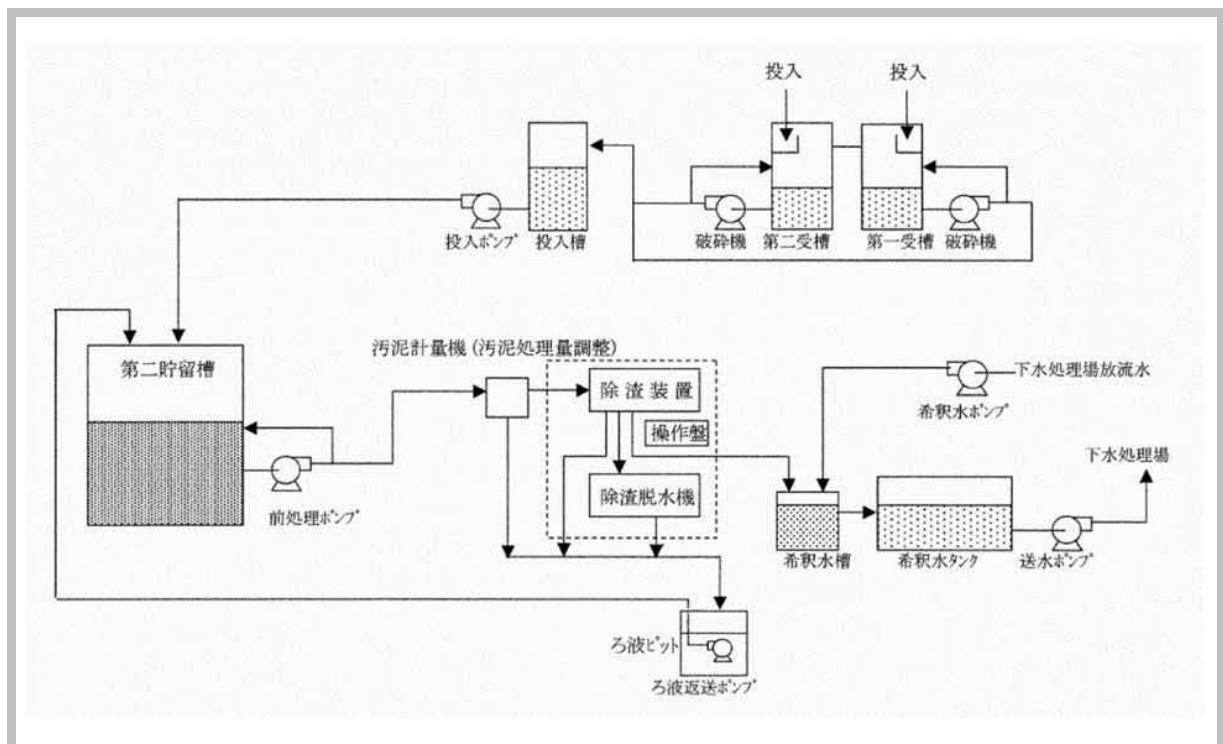 投入
投入
投入ポンプ
投入槽
破砕機
第二受槽
第一受槽
破砕機
汚泥計量機(汚泥処理量調整)
第二貯留槽
除渣装置
操作盤
下水処理場放流水
希釈水ポンプ
下水処理場
除渣脱水機
前処理ポンプ
希釈水槽
希釈水タンク
送水ポンプ
ろ液ピット
ろ液返送ポンプ